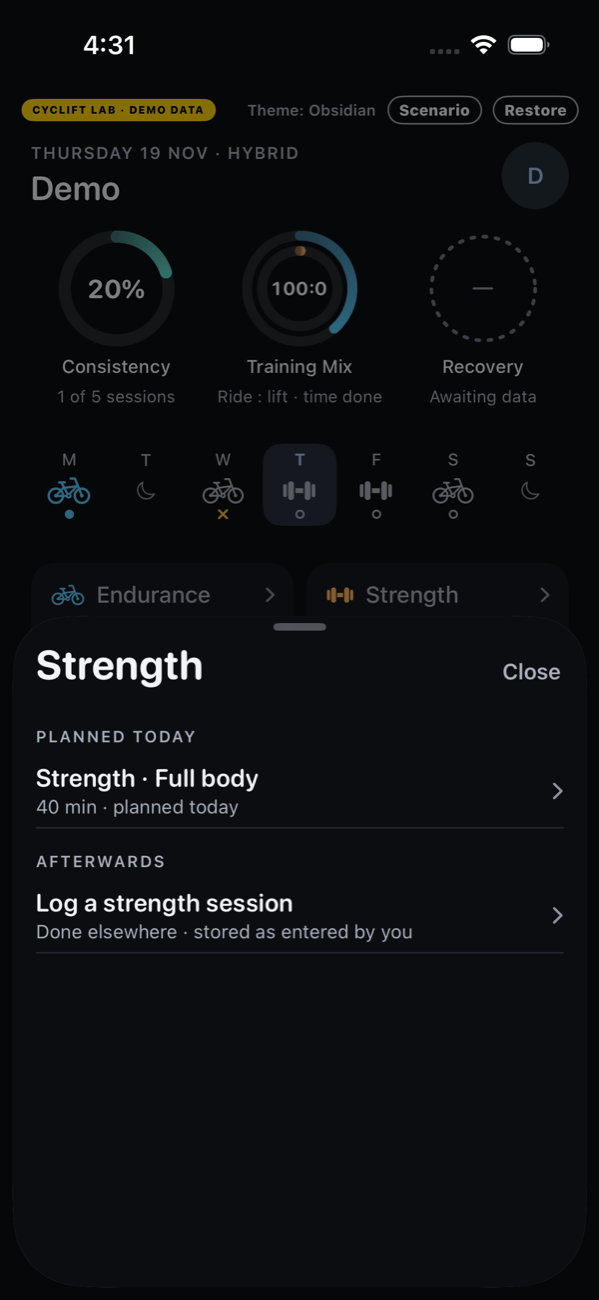 4:31
CYCLIFT LAB · DEMO DATA
Theme: Obsidian
Scenario
Restore
THURSDAY 19 NOV · HYBRID
Demo
D
20%
100:0
—
Consistency
Training Mix
Recovery
1 of 5 sessions
Ride : lift · time done
Awaiting data
M T W T F S S
Endurance
Strength
Strength
Close
PLANNED TODAY
Strength · Full body
40 min · planned today
AFTERWARDS
Log a strength session
Done elsewhere · stored as entered by you